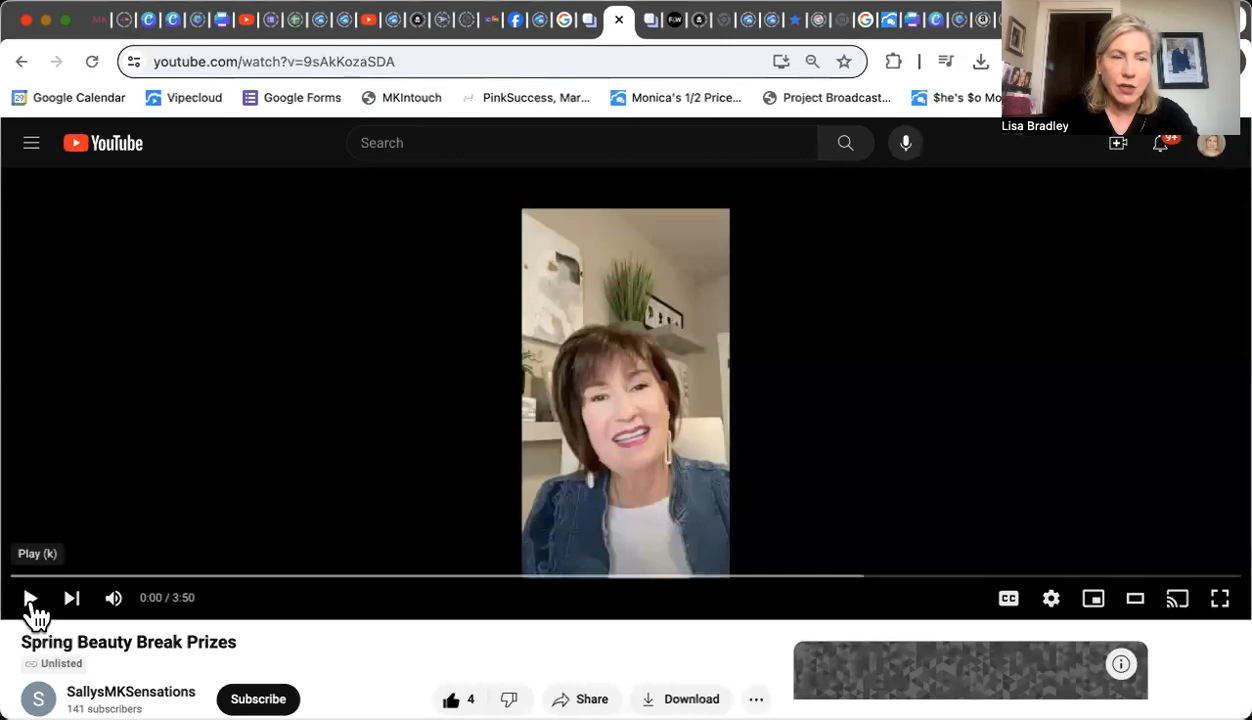 youtube.com/watch?v=9sAkKozaSDA
Google Calendar
Vipecloud
Google Forms
MKIntouch
PinkSuccess, Mar...
Monica's 1/2 Price...
Project Broadcast...
$he's $o Mo
Lisa Bradley
YouTube
Search
9+
Play (k)
0:00 / 3:50
CC
Spring Beauty Break Prizes
Unlisted
S
SallysMKSensations
141 subscribers
Subscribe
4
Share
Download